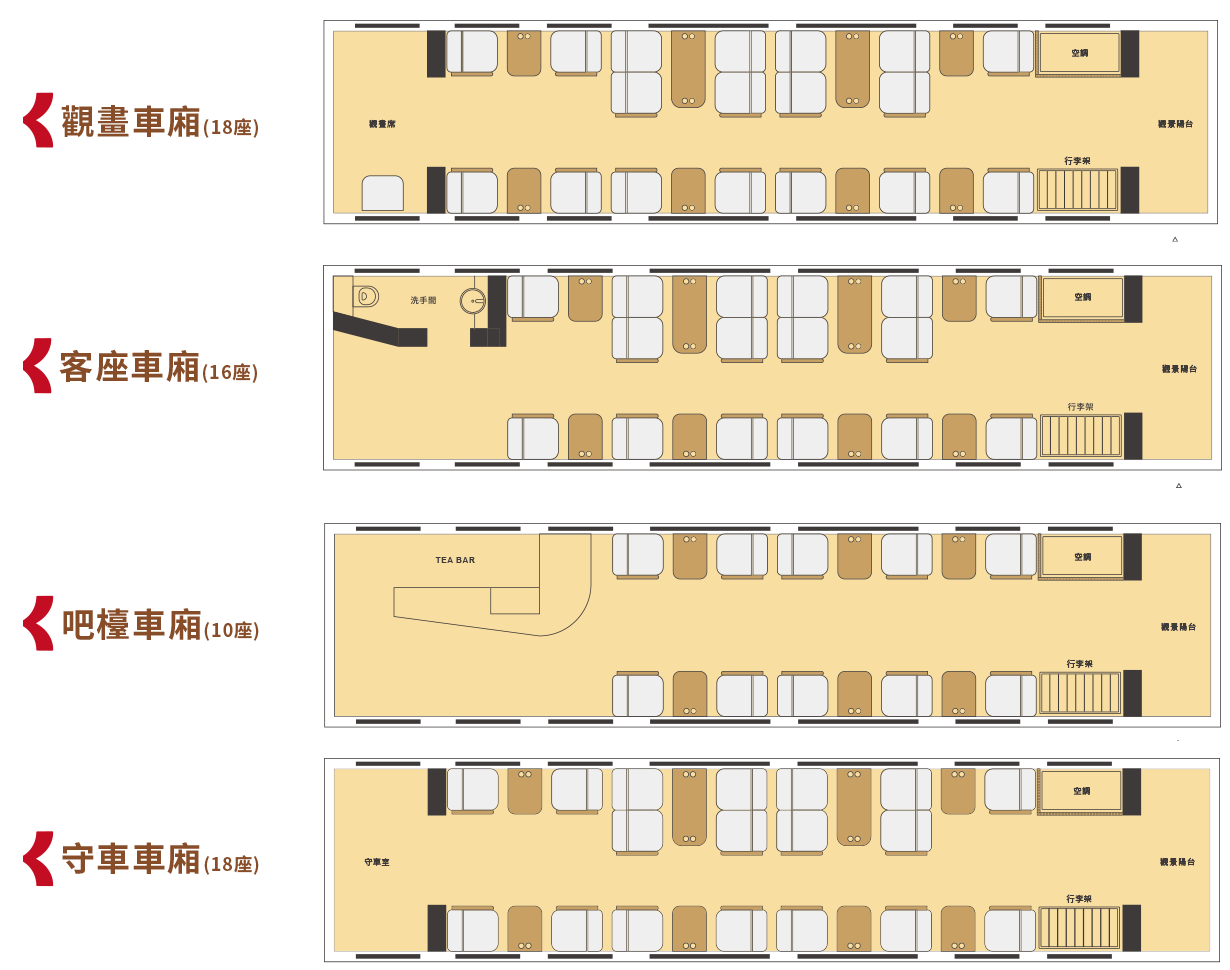 觀畫車廂(18座)
空調
觀畫席
觀景陽台
行李架
客座車廂(16座)
洗手間
空調
觀景陽台
行李架
吧檯車廂(10座)
TEA BAR
空調
觀景陽台
行李架
守車車廂(18座)
空調
守車室
觀景陽台
行李架